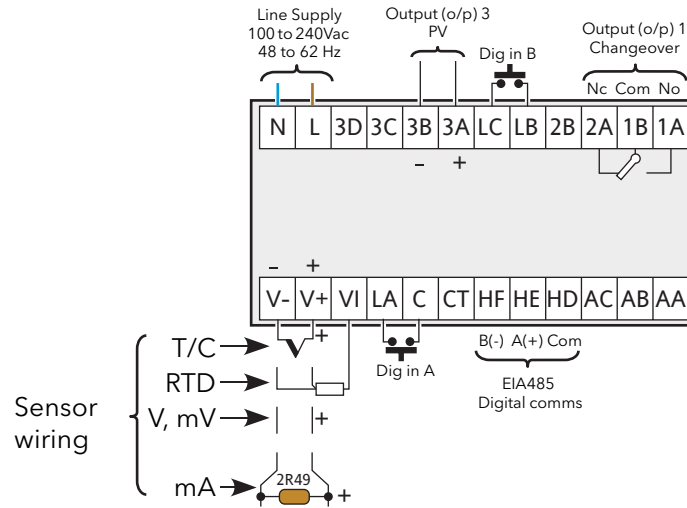 Line Supply
100 to 240Vac
48 to 62 Hz
Output (o/p) 3
PV
Dig in B
Output (o/p) 1
Changeover
Nc Com No
N L 3D 3C 3B 3A LC LB 2B 2A 1B 1A
– +
– +
V- V+ VI LA C CT HF HE HD AC AB AA
T/C +
RTD
V, mV +
mA 2R49 +
Sensor
wiring
Dig in A
B(-) A(+) Com
EIA485
Digital comms